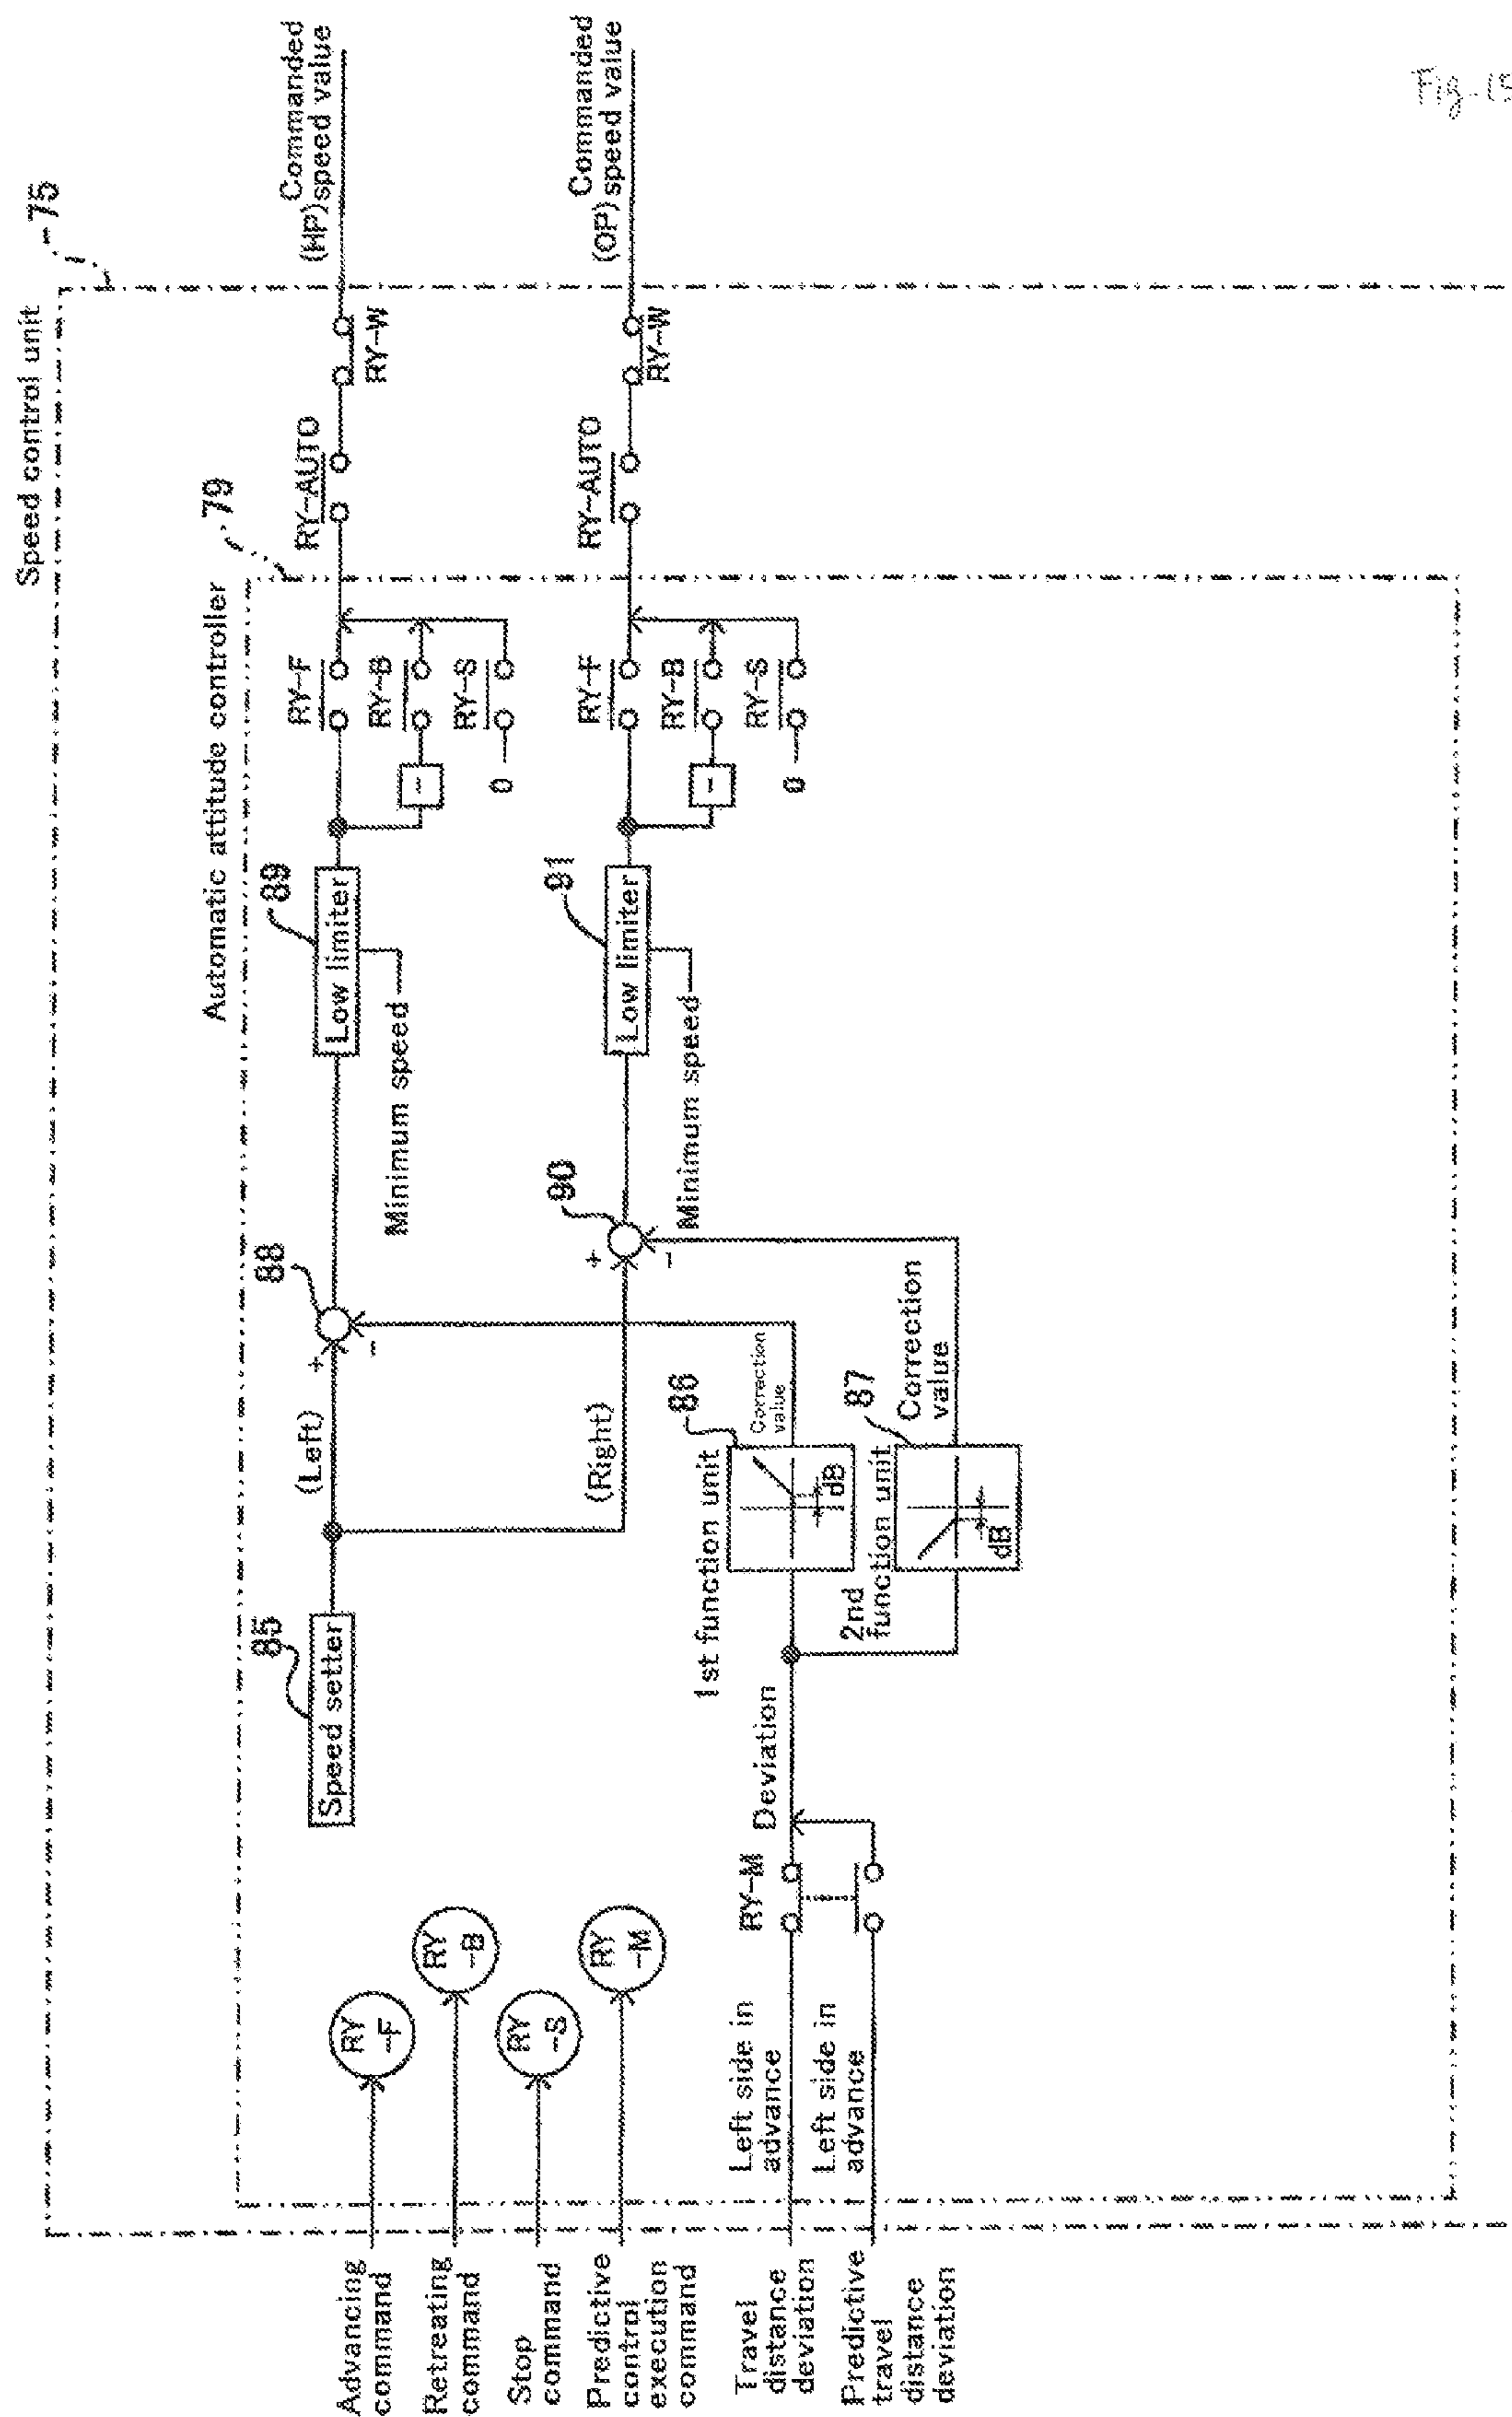 Fig-15
Speed control unit
75
Automatic attitude controller
79
Advancing
command
Retreating
command
Stop
command
Predictive
control
execution
command
Travel
distance
deviation
Predictive
travel
distance
deviation
RY
-F
RY
-B
RY
-S
RY
-M
Left side in
advance
Left side in
advance
RY-M
Deviation
85
Speed setter
(Left)
(Right)
1st function unit
86
dB
Correction
value
2nd
function unit
87
dB
Correction
value
88
+
-
90
+
-
89
Low limiter
Minimum speed
91
Low limiter
Minimum speed
RY-F
RY-B
-
RY-S
0
RY-F
RY-B
-
RY-S
0
RY-AUTO
RY-W
RY-AUTO
RY-W
Commanded
(HP)speed value
Commanded
(OP)speed value